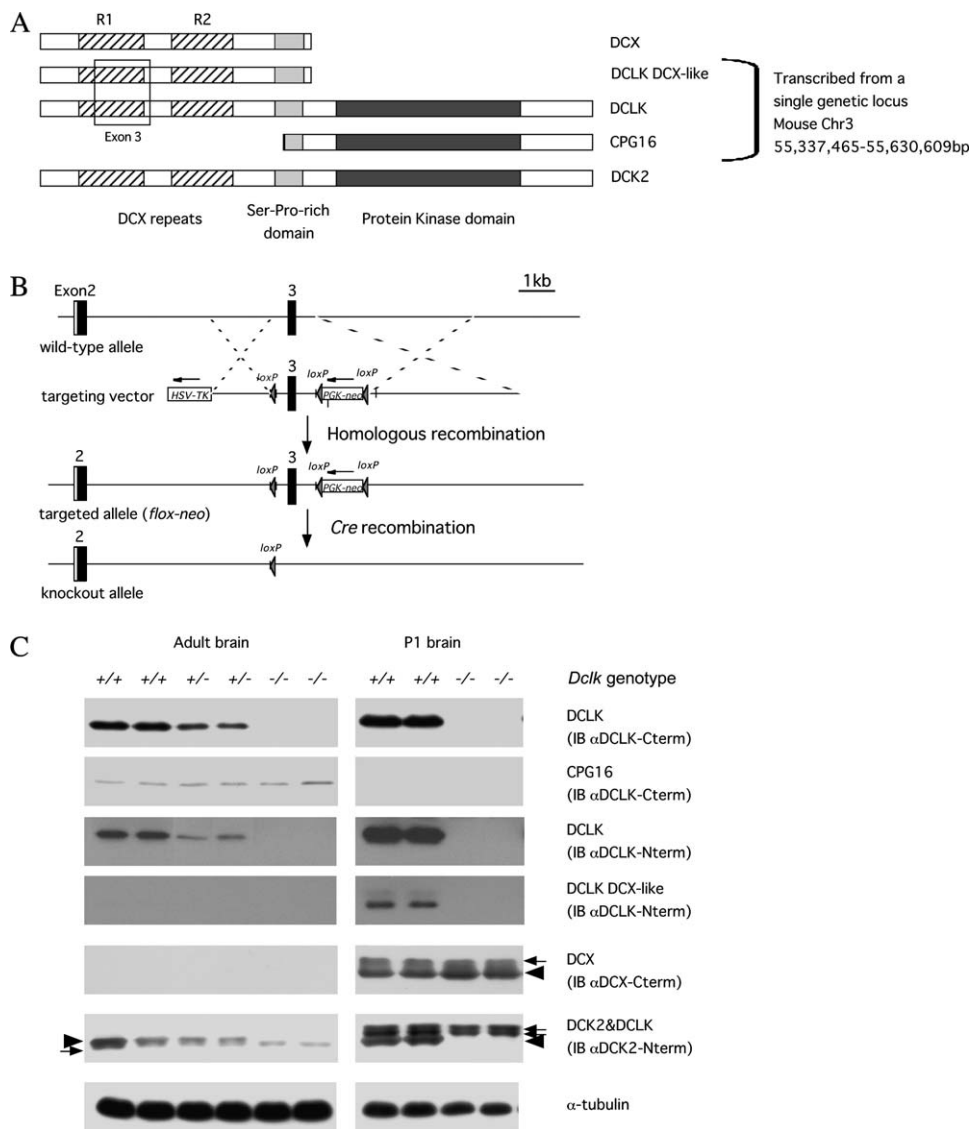 A
R1 R2
DCX
DCLK DCX-like
DCLK
Exon 3
CPG16
DCK2
Transcribed from a
single genetic locus
Mouse Chr3
55,337,465-55,630,609bp
DCX repeats
Ser-Pro-rich
domain
Protein Kinase domain
B
Exon2 3 1kb
wild-type allele
3
loxP loxP loxP
targeting vector HSV-TK PGK-neo
Homologous recombination
2 3
loxP loxP loxP
PGK-neo
targeted allele (flox-neo)
Cre recombination
2 loxP
knockout allele
C
Adult brain P1 brain
+/+ +/+ +/- +/- -/- -/- +/+ +/+ -/- -/- Dclk genotype
DCLK
(IB αDCLK-Cterm)
CPG16
(IB αDCLK-Cterm)
DCLK
(IB αDCLK-Nterm)
DCLK DCX-like
(IB αDCLK-Nterm)
DCX
(IB αDCX-Cterm)
DCK2&DCLK
(IB αDCK2-Nterm)
α-tubulin